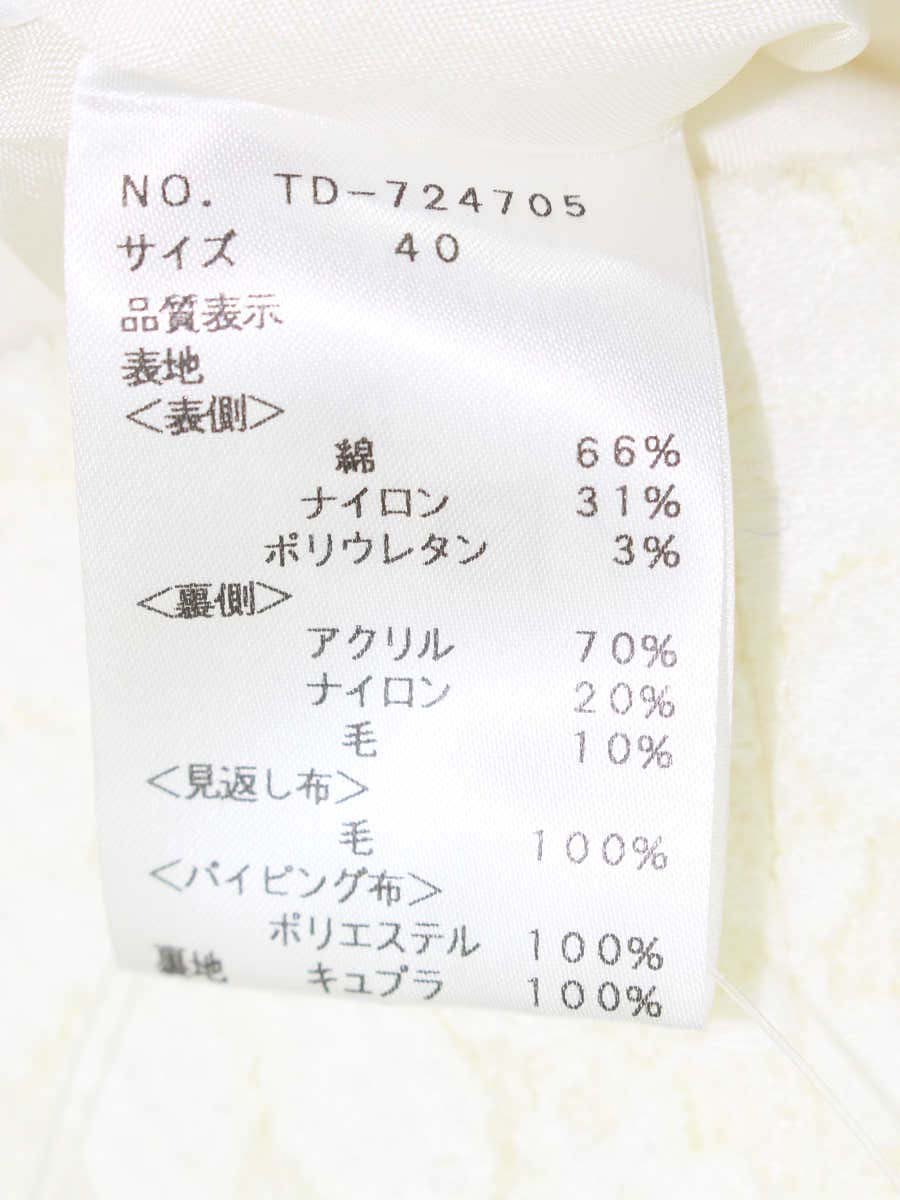 NO. TD-724705
サイズ 40
品質表示
表地
<表側>
綿 66%
ナイロン 31%
ポリウレタン 3%
<裏側>
アクリル 70%
ナイロン 20%
毛 10%
<見返し布>
毛 100%
<パイピング布>
ポリエステル 100%
裏地 キュプラ 100%